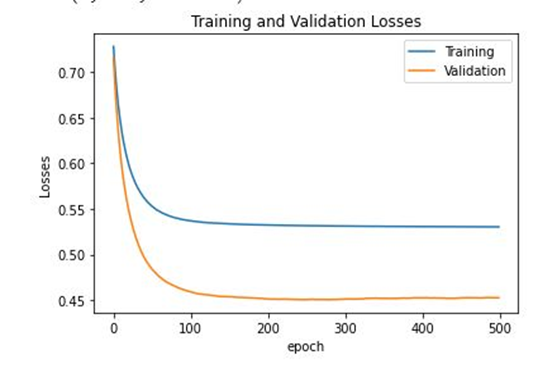 Training and Validation Losses
Training
Validation
0.70
0.65
0.60
0.55
0.50
0.45
Losses
0 100 200 300 400 500
epoch